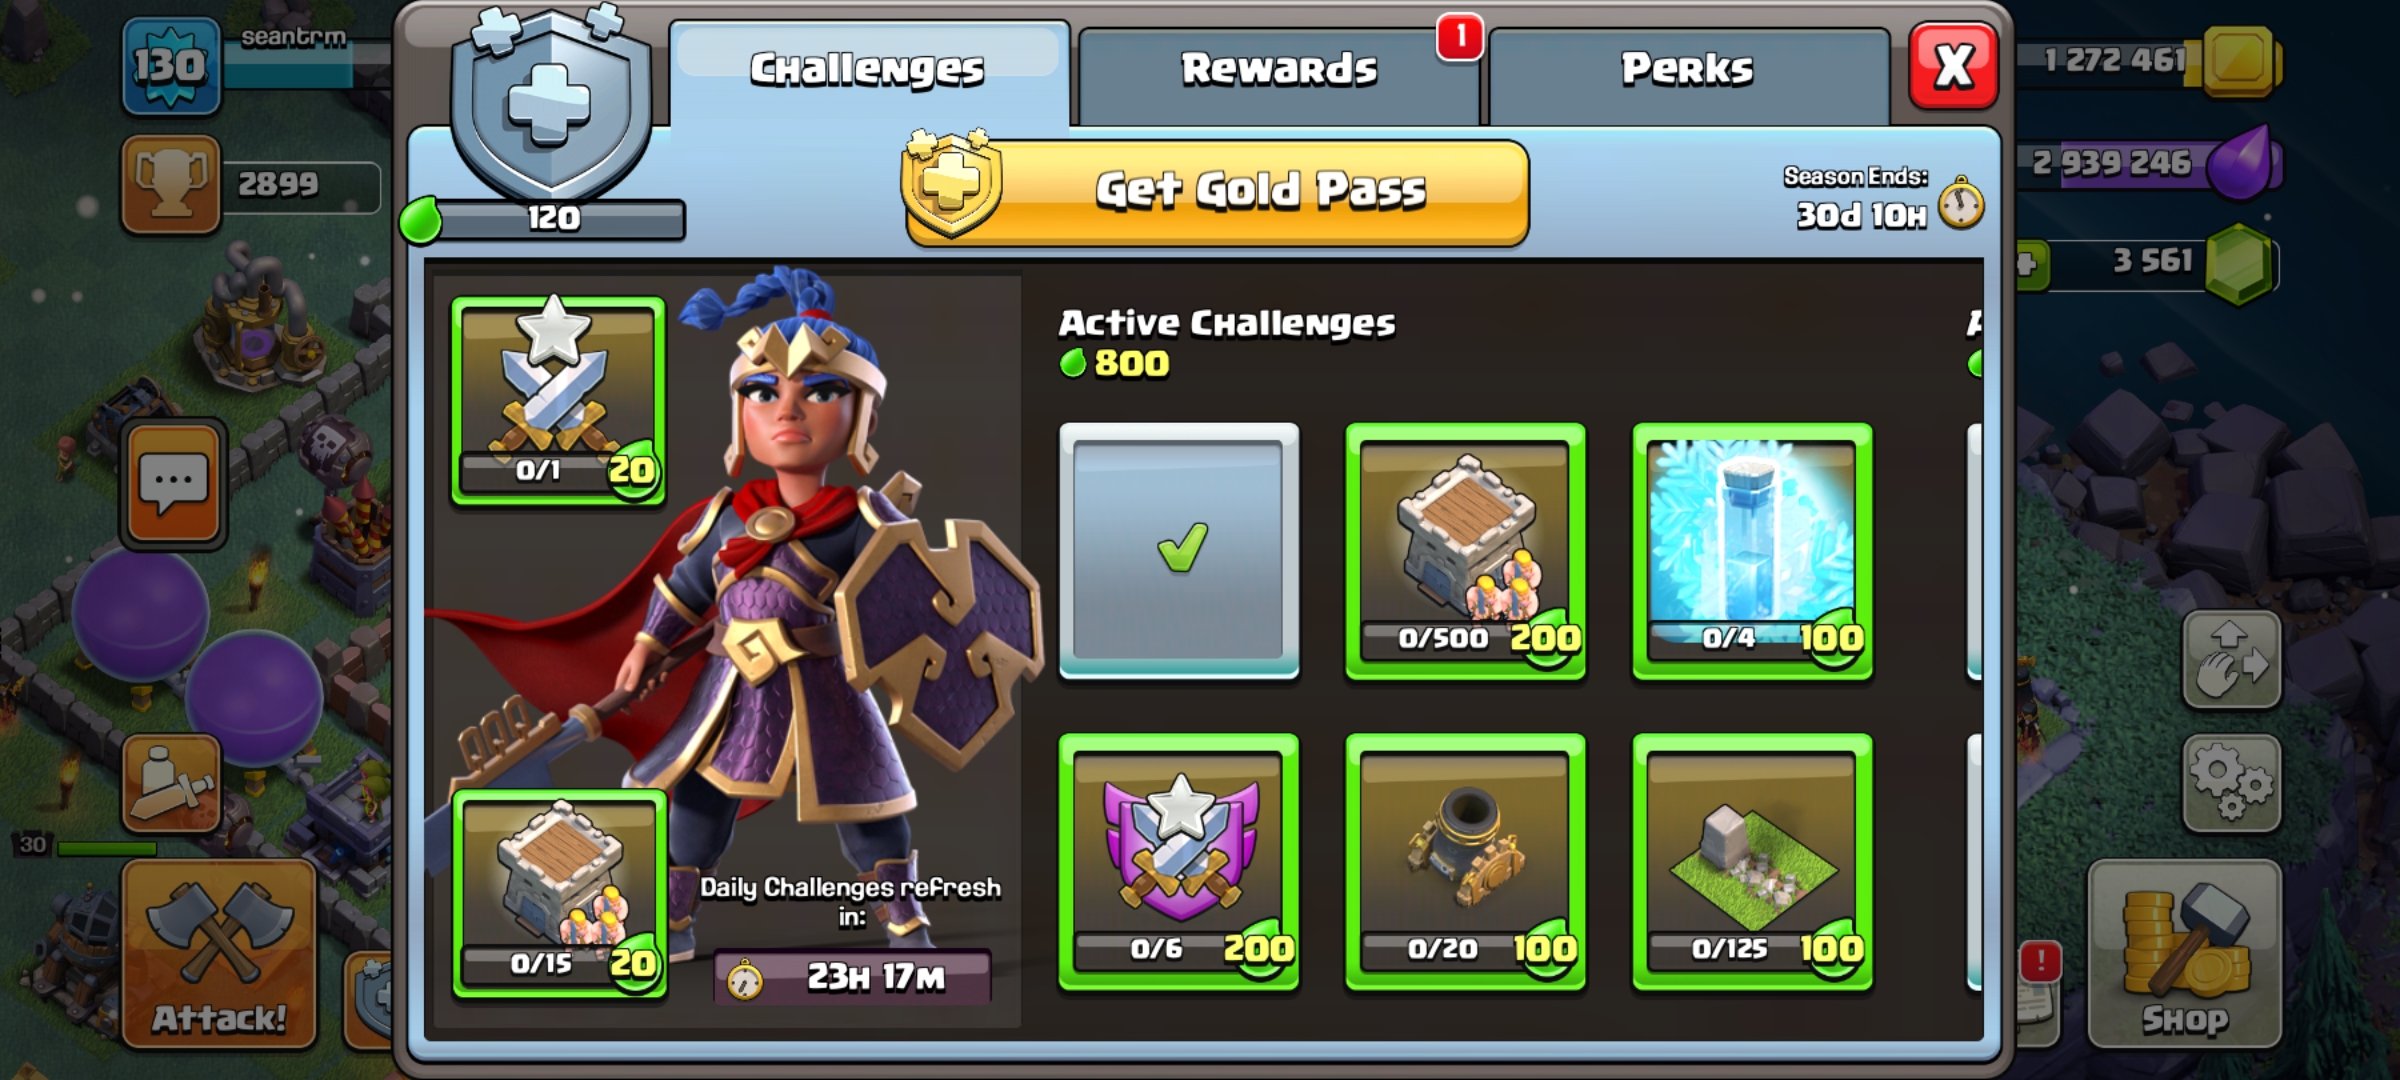 130
seantrm
2899
Challenges
Rewards
1
Perks
X
120
Get Gold Pass
Season Ends:
30d 10H
1 272 461
2 939 246
3 561
0/1
20
Active Challenges
800
0/500
200
0/4
100
0/6
200
0/20
100
0/125
100
0/15
20
Daily Challenges refresh
in:
23H 17M
30
Attack!
!
Shop